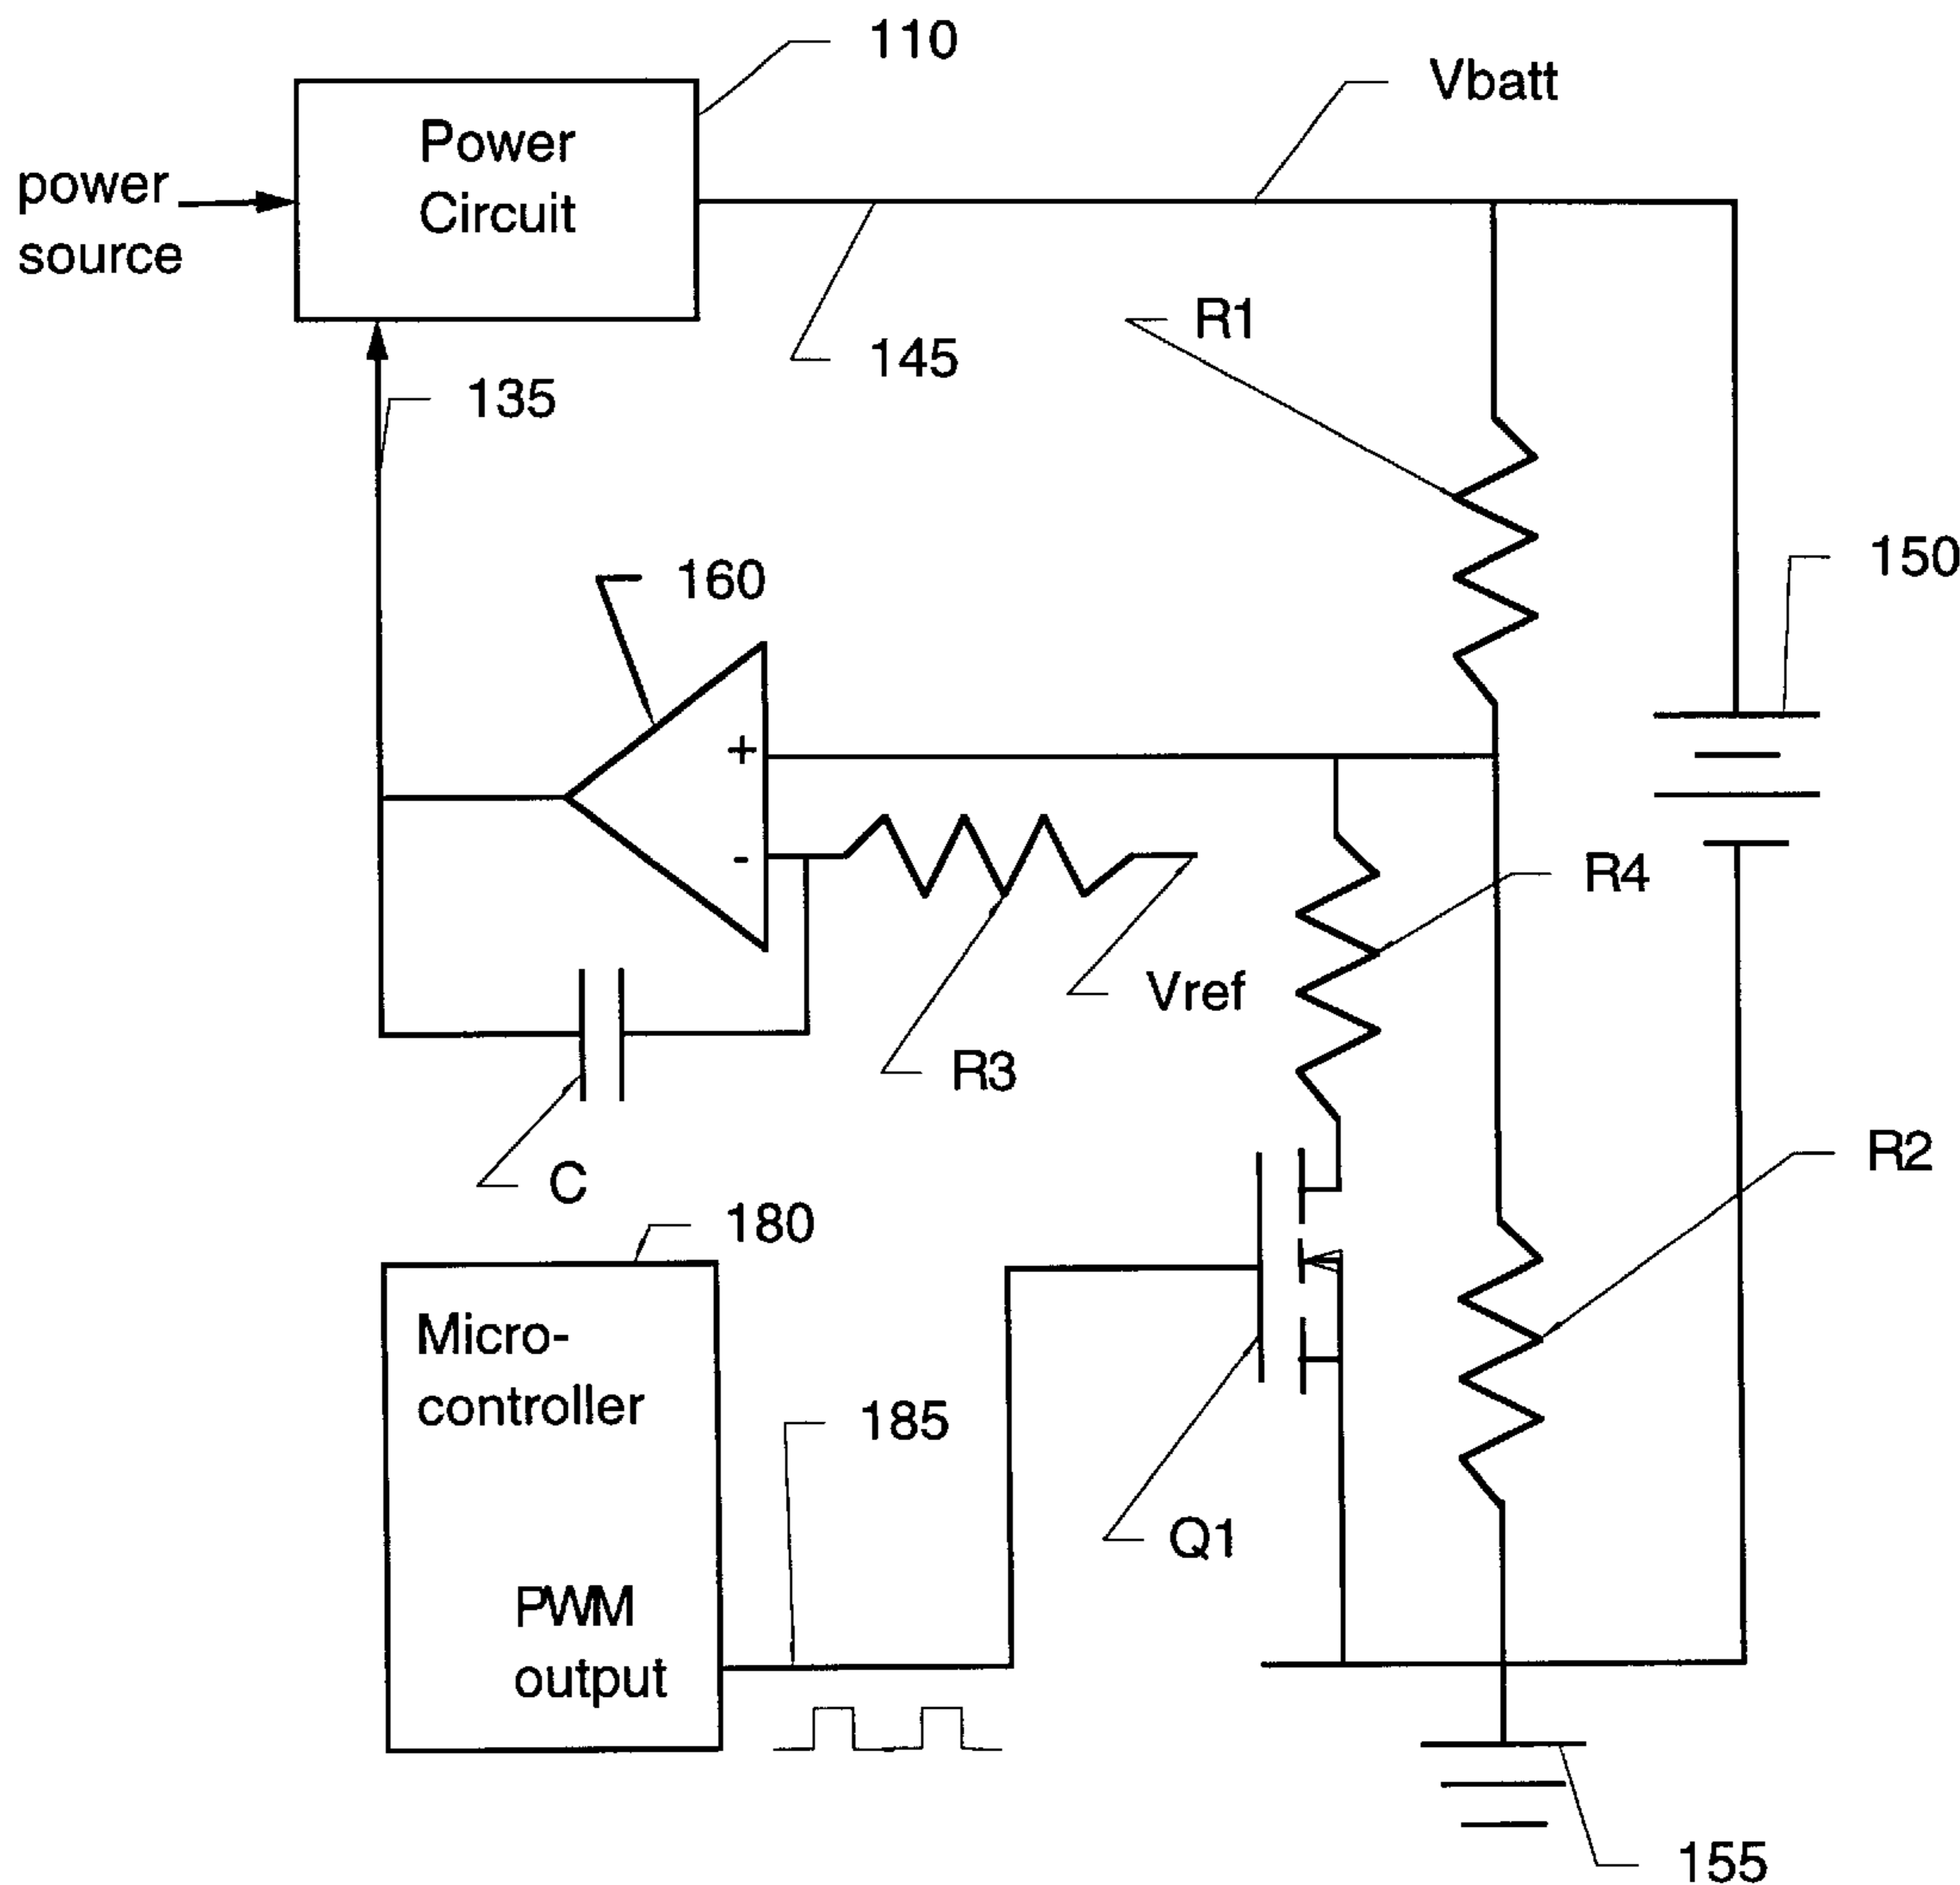 110
Vbatt
Power
Circuit
power
source
R1
145
135
150
160
+
-
R4
Vref
R3
C
R2
180
Micro-
controller
185
Q1
PWM
output
155